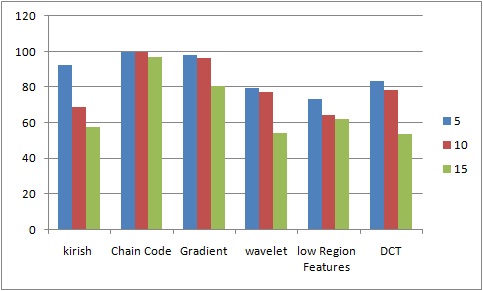 120
100
80
60
40
20
0
kirish
Chain Code
Gradient
wavelet
low Region
Features
DCT
5
10
15